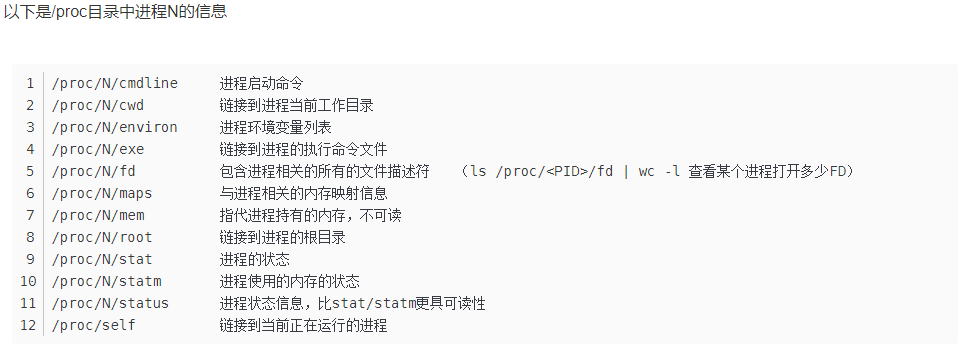 以下是/proc目录中进程N的信息
1 /proc/N/cmdline 进程启动命令
2 /proc/N/cwd 链接到进程当前工作目录
3 /proc/N/environ 进程环境变量列表
4 /proc/N/exe 链接到进程的执行命令文件
5 /proc/N/fd 包含进程相关的所有的文件描述符 （ls /proc/<PID>/fd | wc -l 查看某个进程打开多少FD）
6 /proc/N/maps 与进程相关的内存映射信息
7 /proc/N/mem 指代进程持有的内存，不可读
8 /proc/N/root 链接到进程的根目录
9 /proc/N/stat 进程的状态
10 /proc/N/statm 进程使用的内存的状态
11 /proc/N/status 进程状态信息，比stat/statm更具可读性
12 /proc/self 链接到当前正在运行的进程